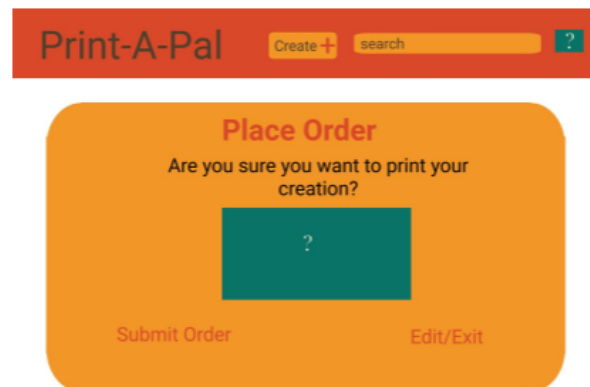 Print-A-Pal Create+ search ?
Place Order
Are you sure you want to print your
creation?
?
Submit Order Edit/Exit